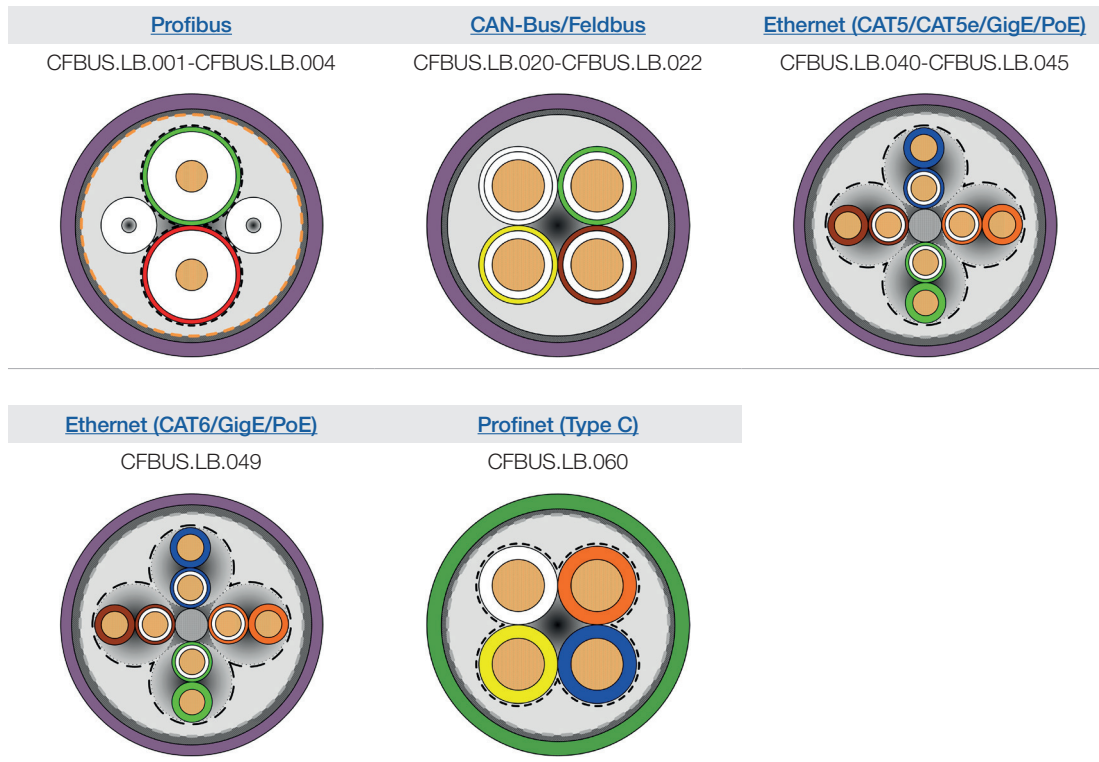 Profibus
CAN-Bus/Feldbus
Ethernet (CAT5/CAT5e/GigE/PoE)
CFBUS.LB.001-CFBUS.LB.004
CFBUS.LB.020-CFBUS.LB.022
CFBUS.LB.040-CFBUS.LB.045
Ethernet (CAT6/GigE/PoE)
Profinet (Type C)
CFBUS.LB.049
CFBUS.LB.060